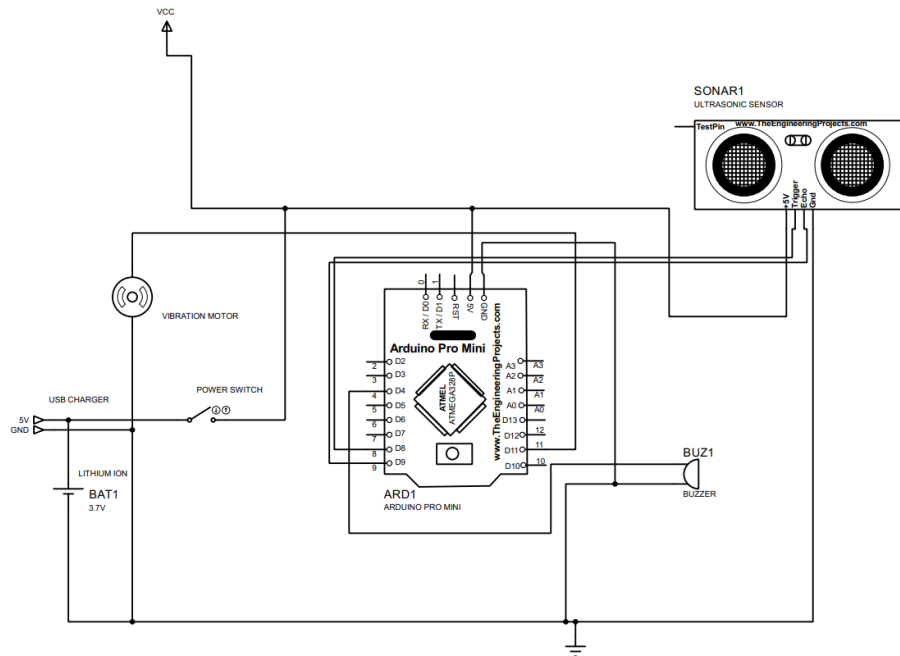 VCC
SONAR1
ULTRASONIC SENSOR
TestPin
www.TheEngineeringProjects.com
+5V
Trigger
Echo
Gnd
VIBRATION MOTOR
0
1
RX / D0
TX / D1
RST
5V
GND
Arduino Pro Mini
www.TheEngineeringProjects.com
ATMEL
ATMEGA328P
2 D2
3 D3
4 D4
5 D5
6 D6
7 D7
8 D8
9 D9
A3 A3
A2 A2
A1 A1
A0 A0
D13
D12 12
D11 11
D10 10
USB CHARGER
POWER SWITCH
5V
GND
LITHIUM ION
BAT1
3.7V
ARD1
ARDUINO PRO MINI
BUZ1
BUZZER